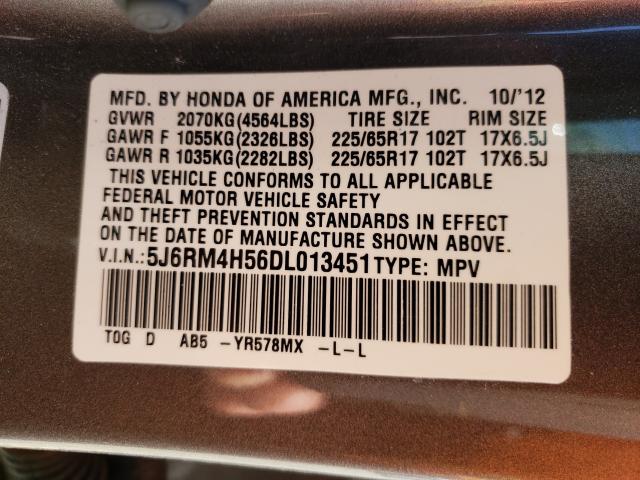 MFD. BY HONDA OF AMERICA MFG., INC. 10/'12
GVWR 2070KG(4564LBS) TIRE SIZE RIM SIZE
GAWR F 1055KG(2326LBS) 225/65R17 102T 17X6.5J
GAWR R 1035KG(2282LBS) 225/65R17 102T 17X6.5J
THIS VEHICLE CONFORMS TO ALL APPLICABLE
FEDERAL MOTOR VEHICLE SAFETY
AND THEFT PREVENTION STANDARDS IN EFFECT
ON THE DATE OF MANUFACTURE SHOWN ABOVE.
V.I.N.: 5J6RM4H56DL013451 TYPE: MPV
T0G D AB5 -YR578MX -L-L